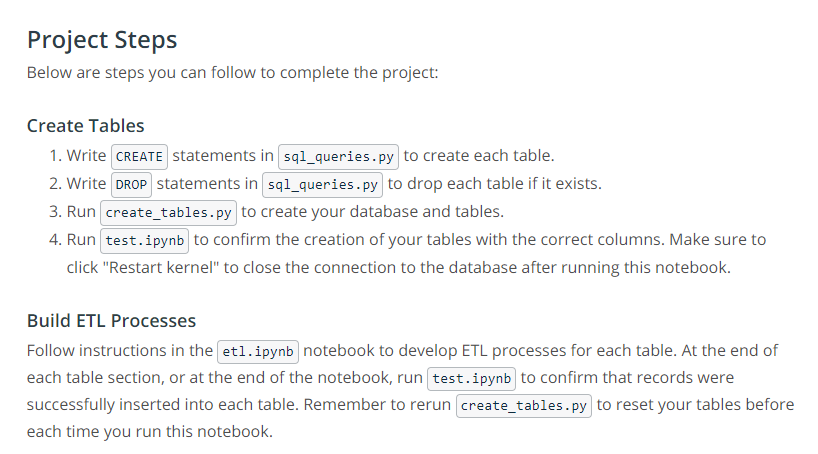 Project Steps
Below are steps you can follow to complete the project:
Create Tables
1. Write CREATE statements in sql_queries.py to create each table.
2. Write DROP statements in sql_queries.py to drop each table if it exists.
3. Run create_tables.py to create your database and tables.
4. Run test.ipynb to confirm the creation of your tables with the correct columns. Make sure to
click "Restart kernel" to close the connection to the database after running this notebook.
Build ETL Processes
Follow instructions in the etl.ipynb notebook to develop ETL processes for each table. At the end of
each table section, or at the end of the notebook, run test.ipynb to confirm that records were
successfully inserted into each table. Remember to rerun create_tables.py to reset your tables before
each time you run this notebook.